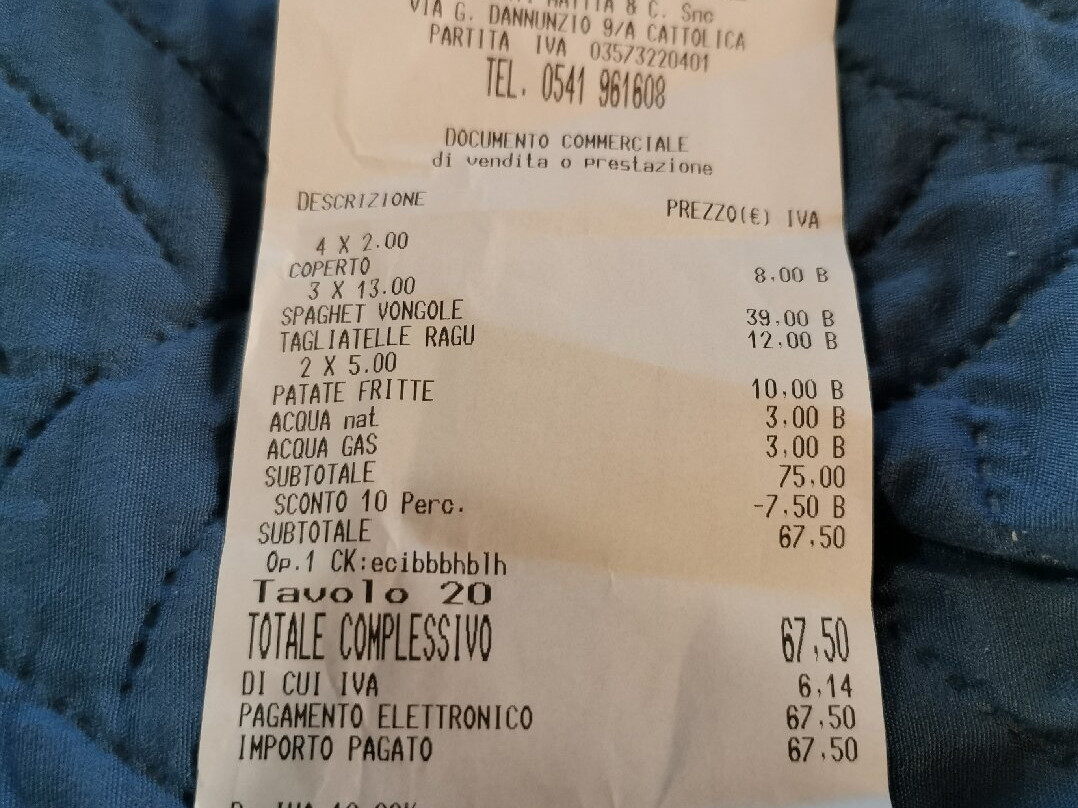 MATTIA & C. Snc
VIA G. DANNUNZIO 9/A CATTOLICA
PARTITA IVA 03573220401
TEL. 0541 961608
DOCUMENTO COMMERCIALE
di vendita o prestazione
DESCRIZIONE PREZZO(€) IVA
4 X 2.00
COPERTO 8,00 B
3 X 13.00
SPAGHET VONGOLE 39,00 B
TAGLIATELLE RAGU 12,00 B
2 X 5.00
PATATE FRITTE 10,00 B
ACQUA nat 3,00 B
ACQUA GAS 3,00 B
SUBTOTALE 75,00
SCONTO 10 Perc. -7,50 B
SUBTOTALE 67,50
Op.1 CK:ecibbbhblh
Tavolo 20
TOTALE COMPLESSIVO 67,50
DI CUI IVA 6,14
PAGAMENTO ELETTRONICO 67,50
IMPORTO PAGATO 67,50